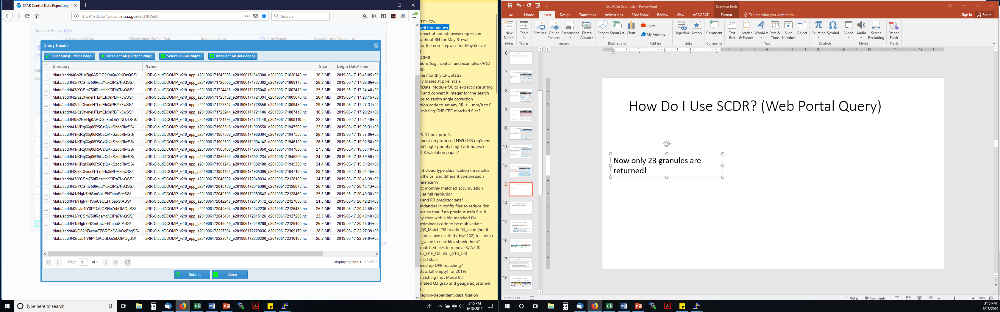 STAR Central Data Repository (
rhw9120.star1.nesdis.noaa.gov/SCDRWeb/
Search
Temporal Range (UTC)
Observation Date
Observation Day of Year
Ingestion Date
Time Range
Specify Time Range For
Query Results
Select All (Current Page)
Unselect All (Current Page)
Select All (All Pages)
Unselect All (All Pages)
Directory Name Size Begin Date/Time
/data/scdr040/v2HVBg0ARQG0XmQeYiNDzQSS/ JRR-CloudDCOMP_v2r0_npp_s201906171545058_e201906171546300_c201906171620140.nc 30.0 MB 2019-06-17 15:45:05+00
/data/scdr043/YCSm750fRcaYdXClPa7NvQSS/ JRR-CloudDCOMP_v2r0_npp_s201906171726060_e201906171727302_c201906171809170.nc 28.2 MB 2019-06-17 17:26:06+00
/data/scdr043/YCSm750fRcaYdXClPa7NvQSS/ JRR-CloudDCOMP_v2r0_npp_s201906171724406_e201906171726048_c201906171807410.nc 25.3 MB 2019-06-17 17:24:40+00
/data/scdr042/9zDtvmeHTLmElcXrPBPk3wSS/ JRR-CloudDCOMP_v2r0_npp_s201906171723152_e201906171724394_c201906171809070.nc 28.4 MB 2019-06-17 17:23:15+00
/data/scdr042/9zDtvmeHTLmElcXrPBPk3wSS/ JRR-CloudDCOMP_v2r0_npp_s201906171727314_e201906171728556_c201906171809450.nc 29.6 MB 2019-06-17 17:27:31+00
/data/scdr042/9zDtvmeHTLmElcXrPBPk3wSS/ JRR-CloudDCOMP_v2r0_npp_s201906171720244_e201906171721486_c201906171807410.nc 18.6 MB 2019-06-17 17:20:24+00
/data/scdr040/v2HVBg0ARQG0XmQeYiNDzQSS/ JRR-CloudDCOMP_v2r0_npp_s201906171721498_e201906171723140_c201906171809110.nc 22.3 MB 2019-06-17 17:21:49+00
/data/scdr041/KRqXXq06R5CzQKkSzoqRlwSS/ JRR-CloudDCOMP_v2r0_npp_s201906171908316_e201906171909558_c201906171947500.nc 23.6 MB 2019-06-17 19:08:31+00
/data/scdr041/KRqXXq06R5CzQKkSzoqRlwSS/ JRR-CloudDCOMP_v2r0_npp_s201906171907062_e201906171908304_c201906171947330.nc 28.1 MB 2019-06-17 19:07:06+00
/data/scdr041/KRqXXq06R5CzQKkSzoqRlwSS/ JRR-CloudDCOMP_v2r0_npp_s201906171902500_e201906171904142_c201906171946190.nc 26.8 MB 2019-06-17 19:02:50+00
/data/scdr041/KRqXXq06R5CzQKkSzoqRlwSS/ JRR-CloudDCOMP_v2r0_npp_s201906171905408_e201906171907050_c201906171947080.nc 27.0 MB 2019-06-17 19:05:40+00
/data/scdr041/KRqXXq06R5CzQKkSzoqRlwSS/ JRR-CloudDCOMP_v2r0_npp_s201906171859592_e201906171901234_c201906171945220.nc 24.0 MB 2019-06-17 18:59:59+00
/data/scdr041/KRqXXq06R5CzQKkSzoqRlwSS/ JRR-CloudDCOMP_v2r0_npp_s201906171901246_e201906171902488_c201906171945300.nc 24.4 MB 2019-06-17 19:01:24+00
/data/scdr042/9zDtvmeHTLmElcXrPBPk3wSS/ JRR-CloudDCOMP_v2r0_npp_s201906171904154_e201906171905396_c201906171947100.nc 29.1 MB 2019-06-17 19:04:15+00
/data/scdr043/YCSm750fRcaYdXClPa7NvQSS/ JRR-CloudDCOMP_v2r0_npp_s201906172046392_e201906172048034_c201906172128100.nc 24.7 MB 2019-06-17 20:46:39+00
/data/scdr043/YCSm750fRcaYdXClPa7NvQSS/ JRR-CloudDCOMP_v2r0_npp_s201906172045138_e201906172046380_c201906172128070.nc 26.4 MB 2019-06-17 20:45:13+00
/data/scdr041/fHglv7lHSmCsUEHToaoStASS/ JRR-CloudDCOMP_v2r0_npp_s201906172049300_e201906172050542_c201906172128460.nc 25.8 MB 2019-06-17 20:49:30+00
/data/scdr041/fHglv7lHSmCsUEHToaoStASS/ JRR-CloudDCOMP_v2r0_npp_s201906172042248_e201906172043472_c201906172127030.nc 21.5 MB 2019-06-17 20:42:24+00
/data/scdr042/oJo1iY8PTQKOSBeZebOMOgSS/ JRR-CloudDCOMP_v2r0_npp_s201906172040594_e201906172042236_c201906172126480.nc 25.1 MB 2019-06-17 20:40:59+00
/data/scdr043/YCSm750fRcaYdXClPa7NvQSS/ JRR-CloudDCOMP_v2r0_npp_s201906172043484_e201906172045126_c201906172127280.nc 23.9 MB 2019-06-17 20:43:48+00
/data/scdr041/fHglv7lHSmCsUEHToaoStASS/ JRR-CloudDCOMP_v2r0_npp_s201906172048046_e201906172049288_c201906172128400.nc 26.9 MB 2019-06-17 20:48:04+00
/data/scdr040/O62HBwmeTZSRGh8WAOgFbgSS/ JRR-CloudDCOMP_v2r0_npp_s201906172227394_e201906172229036_c201906172309170.nc 28.0 MB 2019-06-17 22:27:39+00
/data/scdr042/oJo1iY8PTQKOSBeZebOMOgSS/ JRR-CloudDCOMP_v2r0_npp_s201906172229048_e201906172230290_c201906172310460.nc 25.2 MB 2019-06-17 22:29:04+00
Page 1 of 1
Displaying files 1 - 23 of 23
Submit
Close
gov
TT's TZs
azil boundaries
mpact of non-stepwise regression
without RH for May & eval
for the non-stepwise for May & eval
T
COMB
tions (e.g., spatial) and examples (AND
!!!)
the monthly CPC stats?
ly biases at pixel scale
RData_Module.f90 to extract date string
R and convert it integer for the search
ps to zenith angle correction
ction code to set any RR < 1 mm/h to 0
missing GHE CPC matched files?
S-R book proofs
ment on proposed NWI OBS req'ments
ed? right priority? right attributes?)
S-R validation paper?
nt cloud type classification thresholds
uffle on and different compression
ference???
ot monthly matched accumulation
S at full resolution
O and RR predictor sets?
undancies in config files to reduce risk
de so that if no previous train file, it
ny class with a big matched file
scriminant code to be multivariate
_Q3_Match.f90 to add fill_value (but if
shrink, use ncatted (rhw9102) to shrink)
ll_value to new files shrink them?
matched files to remove SZA>70
Sci_G16_Q3, V5n_G16_Q3)
5 Q3 stats
peed up DPR matching?
stats (all empty) for 2019?
matching (not Mode 6)?
mated Q3 grab and gauge adjustment
)
region-dependent classification
SCDR for Scientists - PowerPoint
Drawing Tools
File Home Insert Design Transitions Animations Slide Show Review View ACROBAT Format Tell me what you want to do... Sign in Share
New Slide
Table
Pictures
Online Pictures
Screenshot
Photo Album
Shapes
SmartArt
Chart
Store
My Add-ins
Hyperlink
Action
Comment
Text Box
Header & Footer
WordArt
Date & Time
Slide Number
Object
Equation
Symbol
Video
Audio
Screen Recording
Embed Flash
Slides Tables Images Illustrations Add-ins Links Comments Text Symbols Media Flash
6
7
8
9
10
11
12
13
14
15
16
17
18
How Do I Use SCDR? (Web Portal Query)
Now only 23 granules are
returned!
Slide 13 of 30
Notes
Comments
90%
Type here to search
3:15 PM
6/18/2019
3:15 PM
6/18/2019